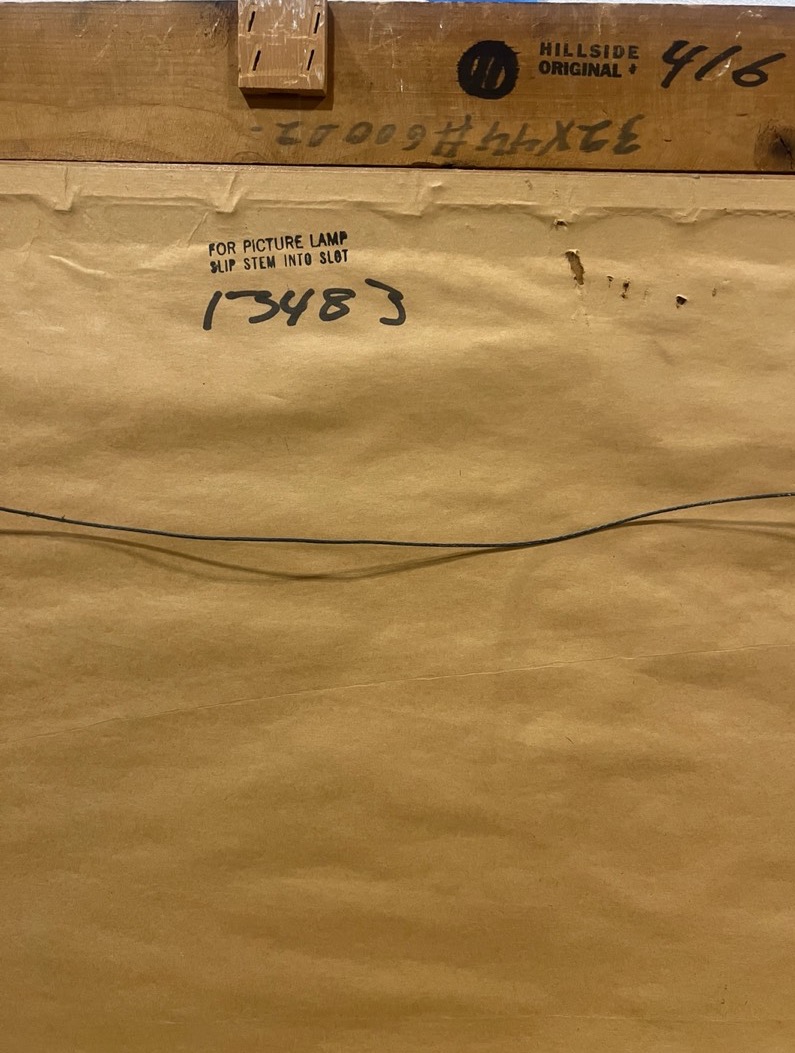 HILLSIDE
ORIGINAL
416
32X44#60002-
FOR PICTURE LAMP
SLIP STEM INTO SLOT
13483